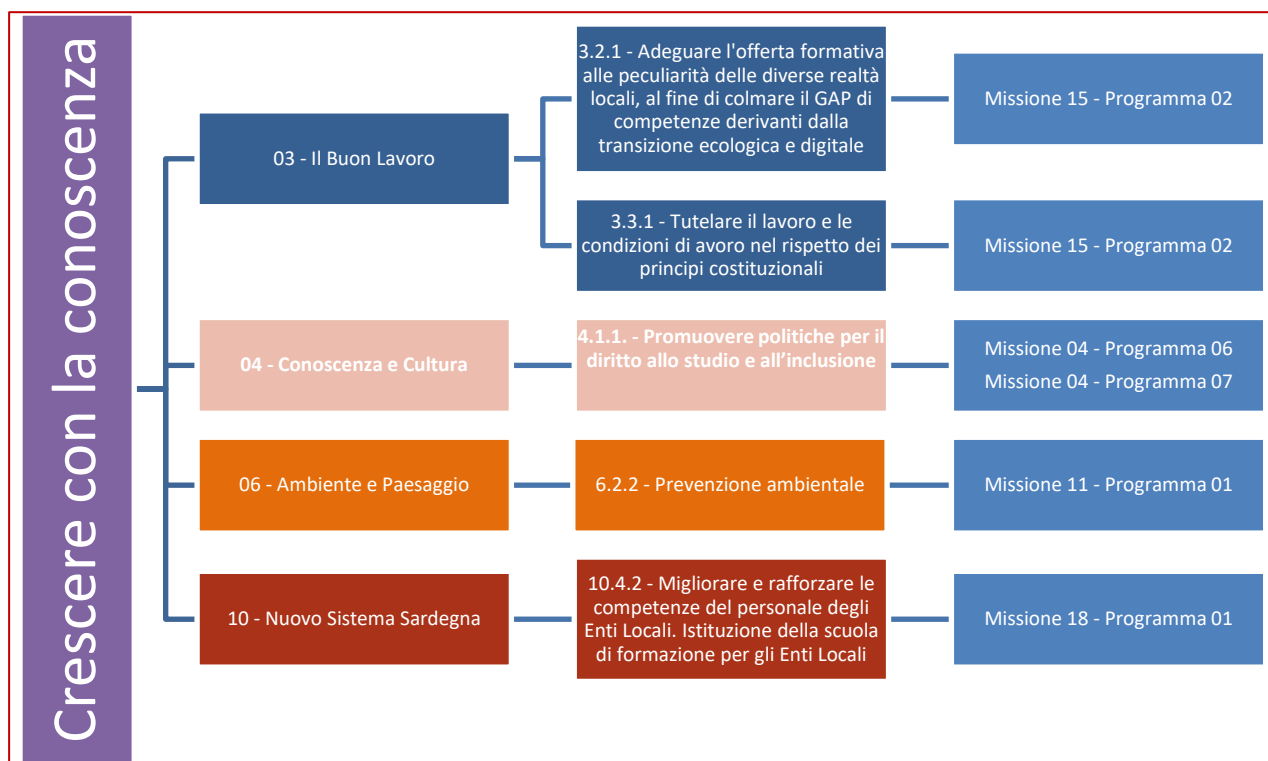 Crescere con la conoscenza
03 - Il Buon Lavoro
3.2.1 - Adeguare l'offerta formativa
alle peculiarità delle diverse realtà
locali, al fine di colmare il GAP di
competenze derivanti dalla
transizione ecologica e digitale
Missione 15 - Programma 02
3.3.1 - Tutelare il lavoro e le
condizioni di avoro nel rispetto dei
principi costituzionali
Missione 15 - Programma 02
04 - Conoscenza e Cultura
4.1.1. - Promuovere politiche per il
diritto allo studio e all’inclusione
Missione 04 - Programma 06
Missione 04 - Programma 07
06 - Ambiente e Paesaggio
6.2.2 - Prevenzione ambientale
Missione 11 - Programma 01
10 - Nuovo Sistema Sardegna
10.4.2 - Migliorare e rafforzare le
competenze del personale degli
Enti Locali. Istituzione della scuola
di formazione per gli Enti Locali
Missione 18 - Programma 01